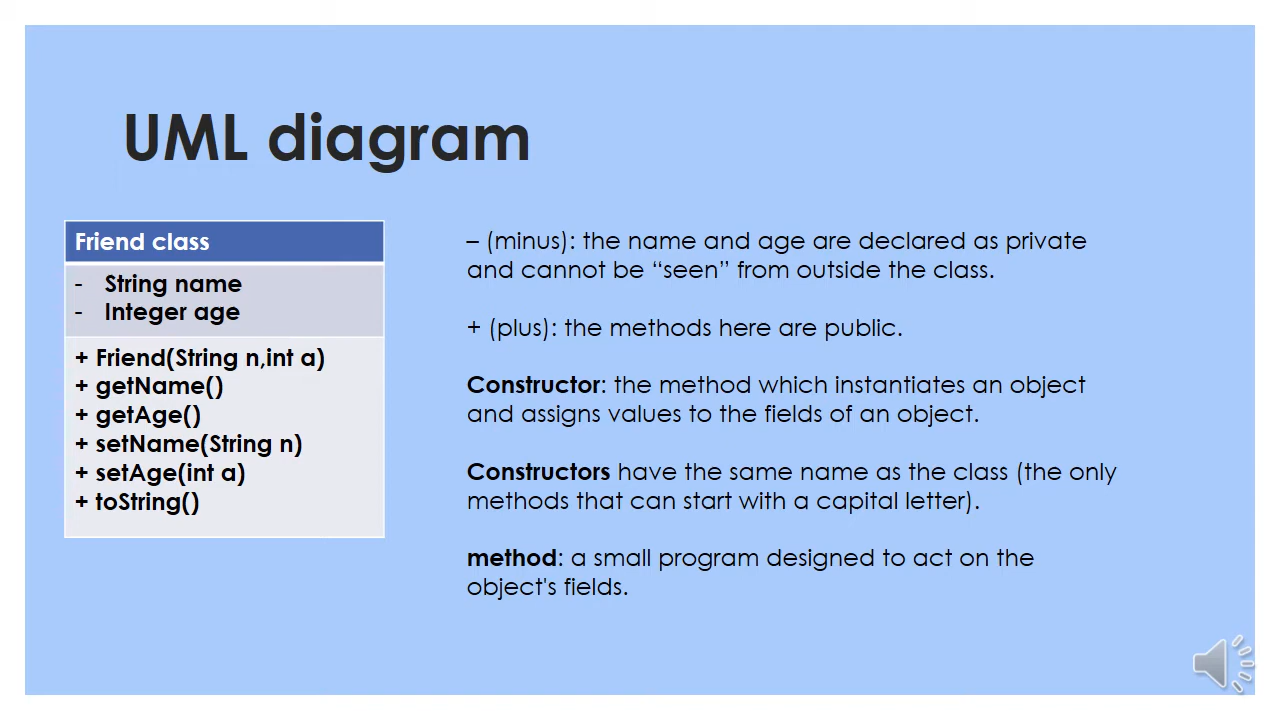 UML diagram
Friend class
- String name
- Integer age
+ Friend(String n,int a)
+ getName()
+ getAge()
+ setName(String n)
+ setAge(int a)
+ toString()
– (minus): the name and age are declared as private
and cannot be “seen” from outside the class.
+ (plus): the methods here are public.
Constructor: the method which instantiates an object
and assigns values to the fields of an object.
Constructors have the same name as the class (the only
methods that can start with a capital letter).
method: a small program designed to act on the
object's fields.